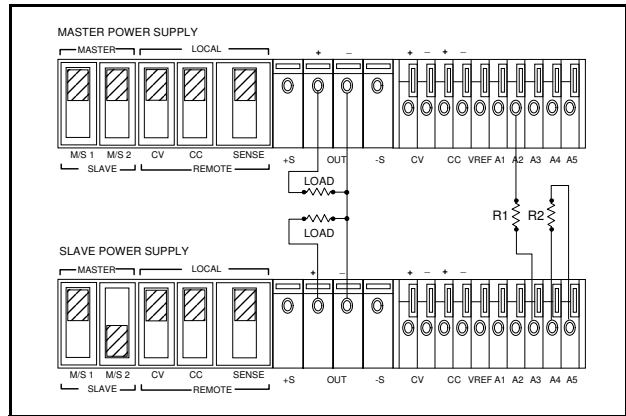 MASTER POWER SUPPLY
MASTER LOCAL
+ – + – + –
M/S 1 M/S 2 CV CC SENSE +S OUT -S CV CC VREF A1 A2 A3 A4 A5
SLAVE REMOTE
LOAD
R1 R2
LOAD
SLAVE POWER SUPPLY
MASTER LOCAL
+ – + – + –
M/S 1 M/S 2 CV CC SENSE +S OUT -S CV CC VREF A1 A2 A3 A4 A5
SLAVE REMOTE